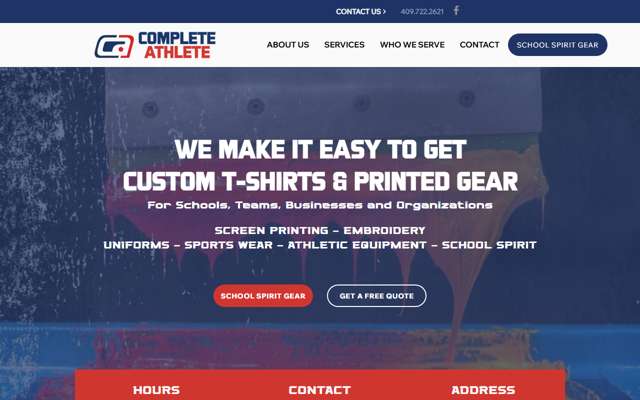 CONTACT US >
409.722.2621
COMPLETE
ATHLETE
ABOUT US
SERVICES
WHO WE SERVE
CONTACT
SCHOOL SPIRIT GEAR
WE MAKE IT EASY TO GET
CUSTOM T-SHIRTS & PRINTED GEAR
For Schools, Teams, Businesses and Organizations
SCREEN PRINTING – EMBROIDERY
UNIFORMS – SPORTS WEAR – ATHLETIC EQUIPMENT – SCHOOL SPIRIT
SCHOOL SPIRIT GEAR
GET A FREE QUOTE
HOURS
CONTACT
ADDRESS